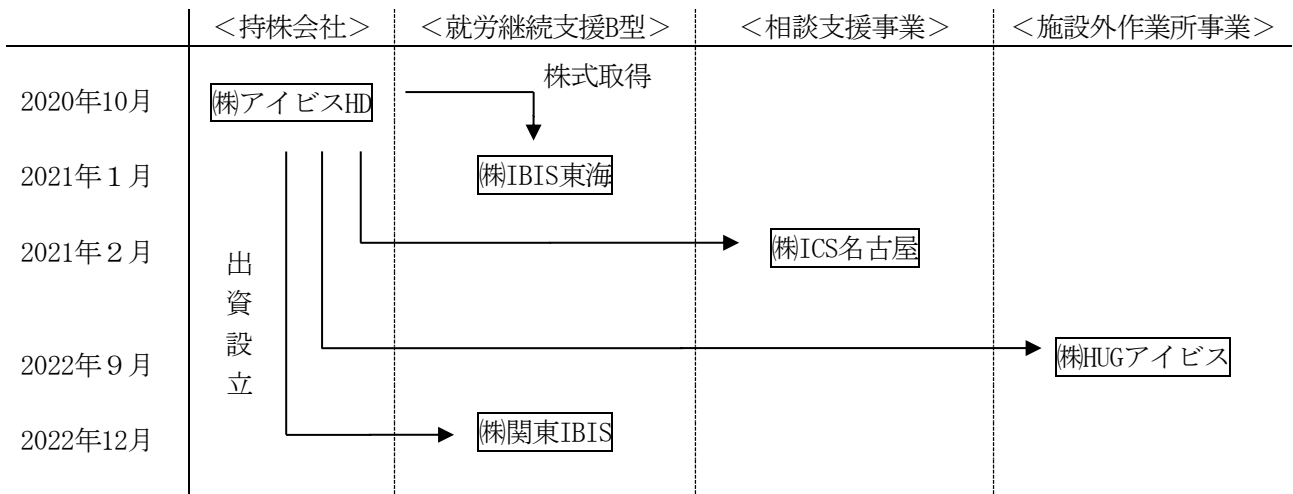 ＜持株会社＞ ＜就労継続支援B型＞ ＜相談支援事業＞ ＜施設外作業所事業＞
株式取得
2020年10月 ㈱アイビスHD
2021年１月 ㈱IBIS東海
2021年２月 ㈱ICS名古屋
出資設立
2022年９月 ㈱HUGアイビス
2022年12月 ㈱関東IBIS